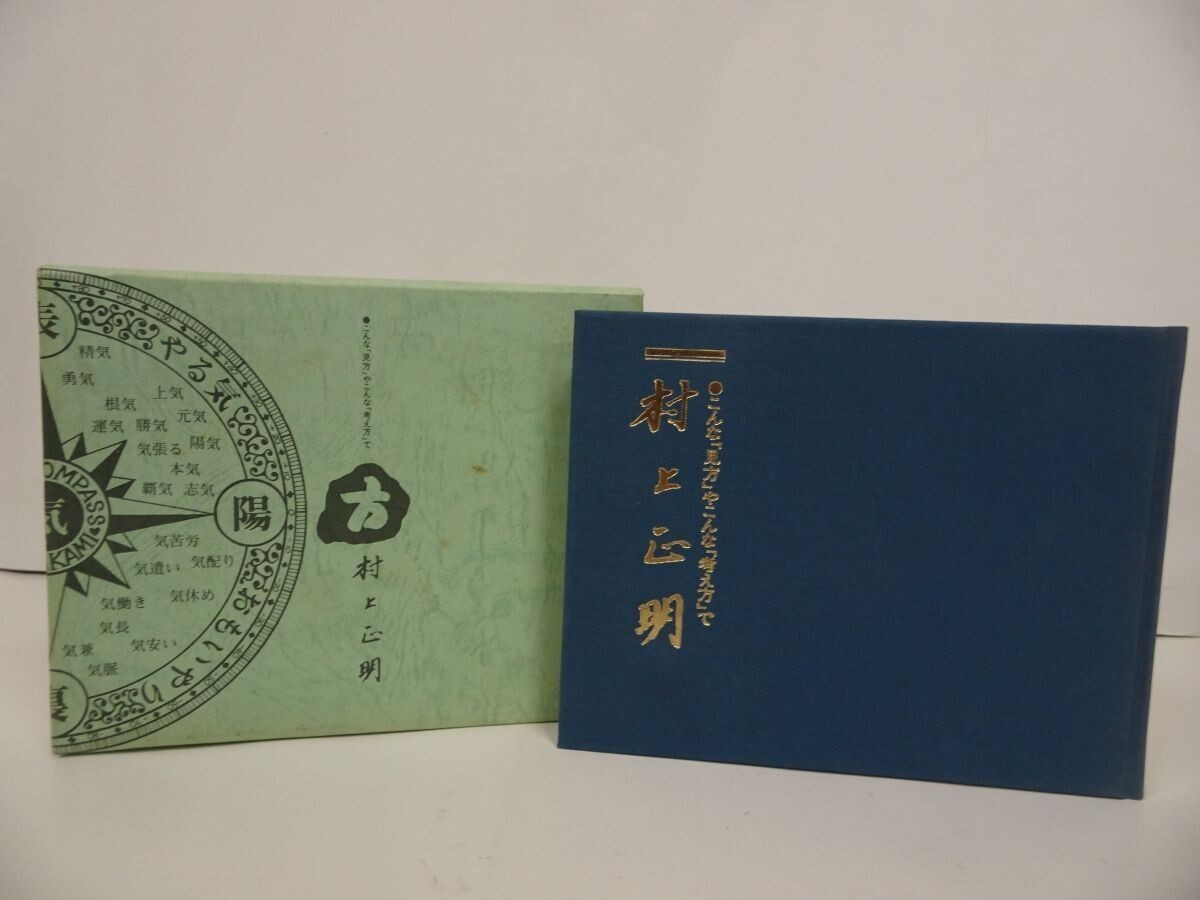 ●こんな「見方」やこんな「考え方」で
方
村上正明
表
やる気
精気
勇気
上気
根気
元気
運気
勝気
陽気
気張る
本気
覇気
志気
陽
COMPASS
気
KAMI
気苦労
気遣い
気配り
気働き
気休め
気長
気兼
気安い
気脈
おもいやり
●こんな「見方」やこんな「考え方」で
村上正明